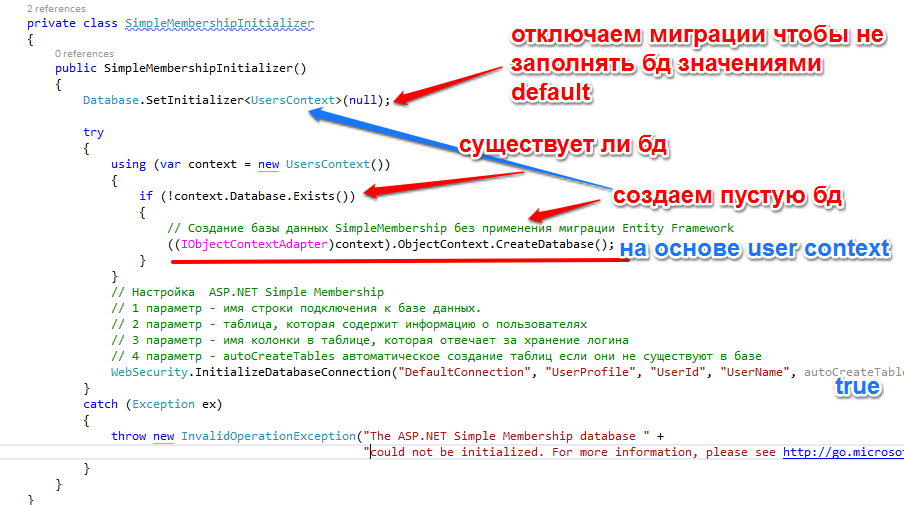 2 references
private class SimpleMembershipInitializer
{
0 references
public SimpleMembershipInitializer()
{
Database.SetInitializer<UsersContext>(null);
отключаем миграции чтобы не
заполнять бд значениями
default
try
{
существует ли бд
using (var context = new UsersContext())
{
if (!context.Database.Exists())
создаем пустую бд
{
// Создание базы данных SimpleMembership без применения миграции Entity Framework
((IObjectContextAdapter)context).ObjectContext.CreateDatabase();
на основе user context
}
}
// Настройка ASP.NET Simple Membership
// 1 параметр - имя строки подключения к базе данных.
// 2 параметр - таблица, которая содержит информацию о пользователях
// 3 параметр - имя колонки в таблице, которая отвечает за хранение логина
// 4 параметр - autoCreateTables автоматическое создание таблиц если они не существуют в базе
WebSecurity.InitializeDatabaseConnection("DefaultConnection", "UserProfile", "UserId", "UserName", autoCreateTabl
true
}
catch (Exception ex)
{
throw new InvalidOperationException("The ASP.NET Simple Membership database " +
"could not be initialized. For more information, please see http://go.microsof
}
}
}